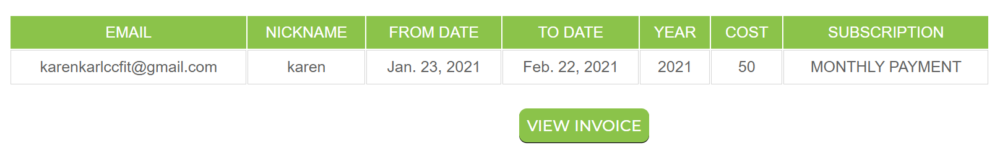 EMAIL NICKNAME FROM DATE TO DATE YEAR COST SUBSCRIPTION
karenkarlccfit@gmail.com karen Jan. 23, 2021 Feb. 22, 2021 2021 50 MONTHLY PAYMENT
VIEW INVOICE